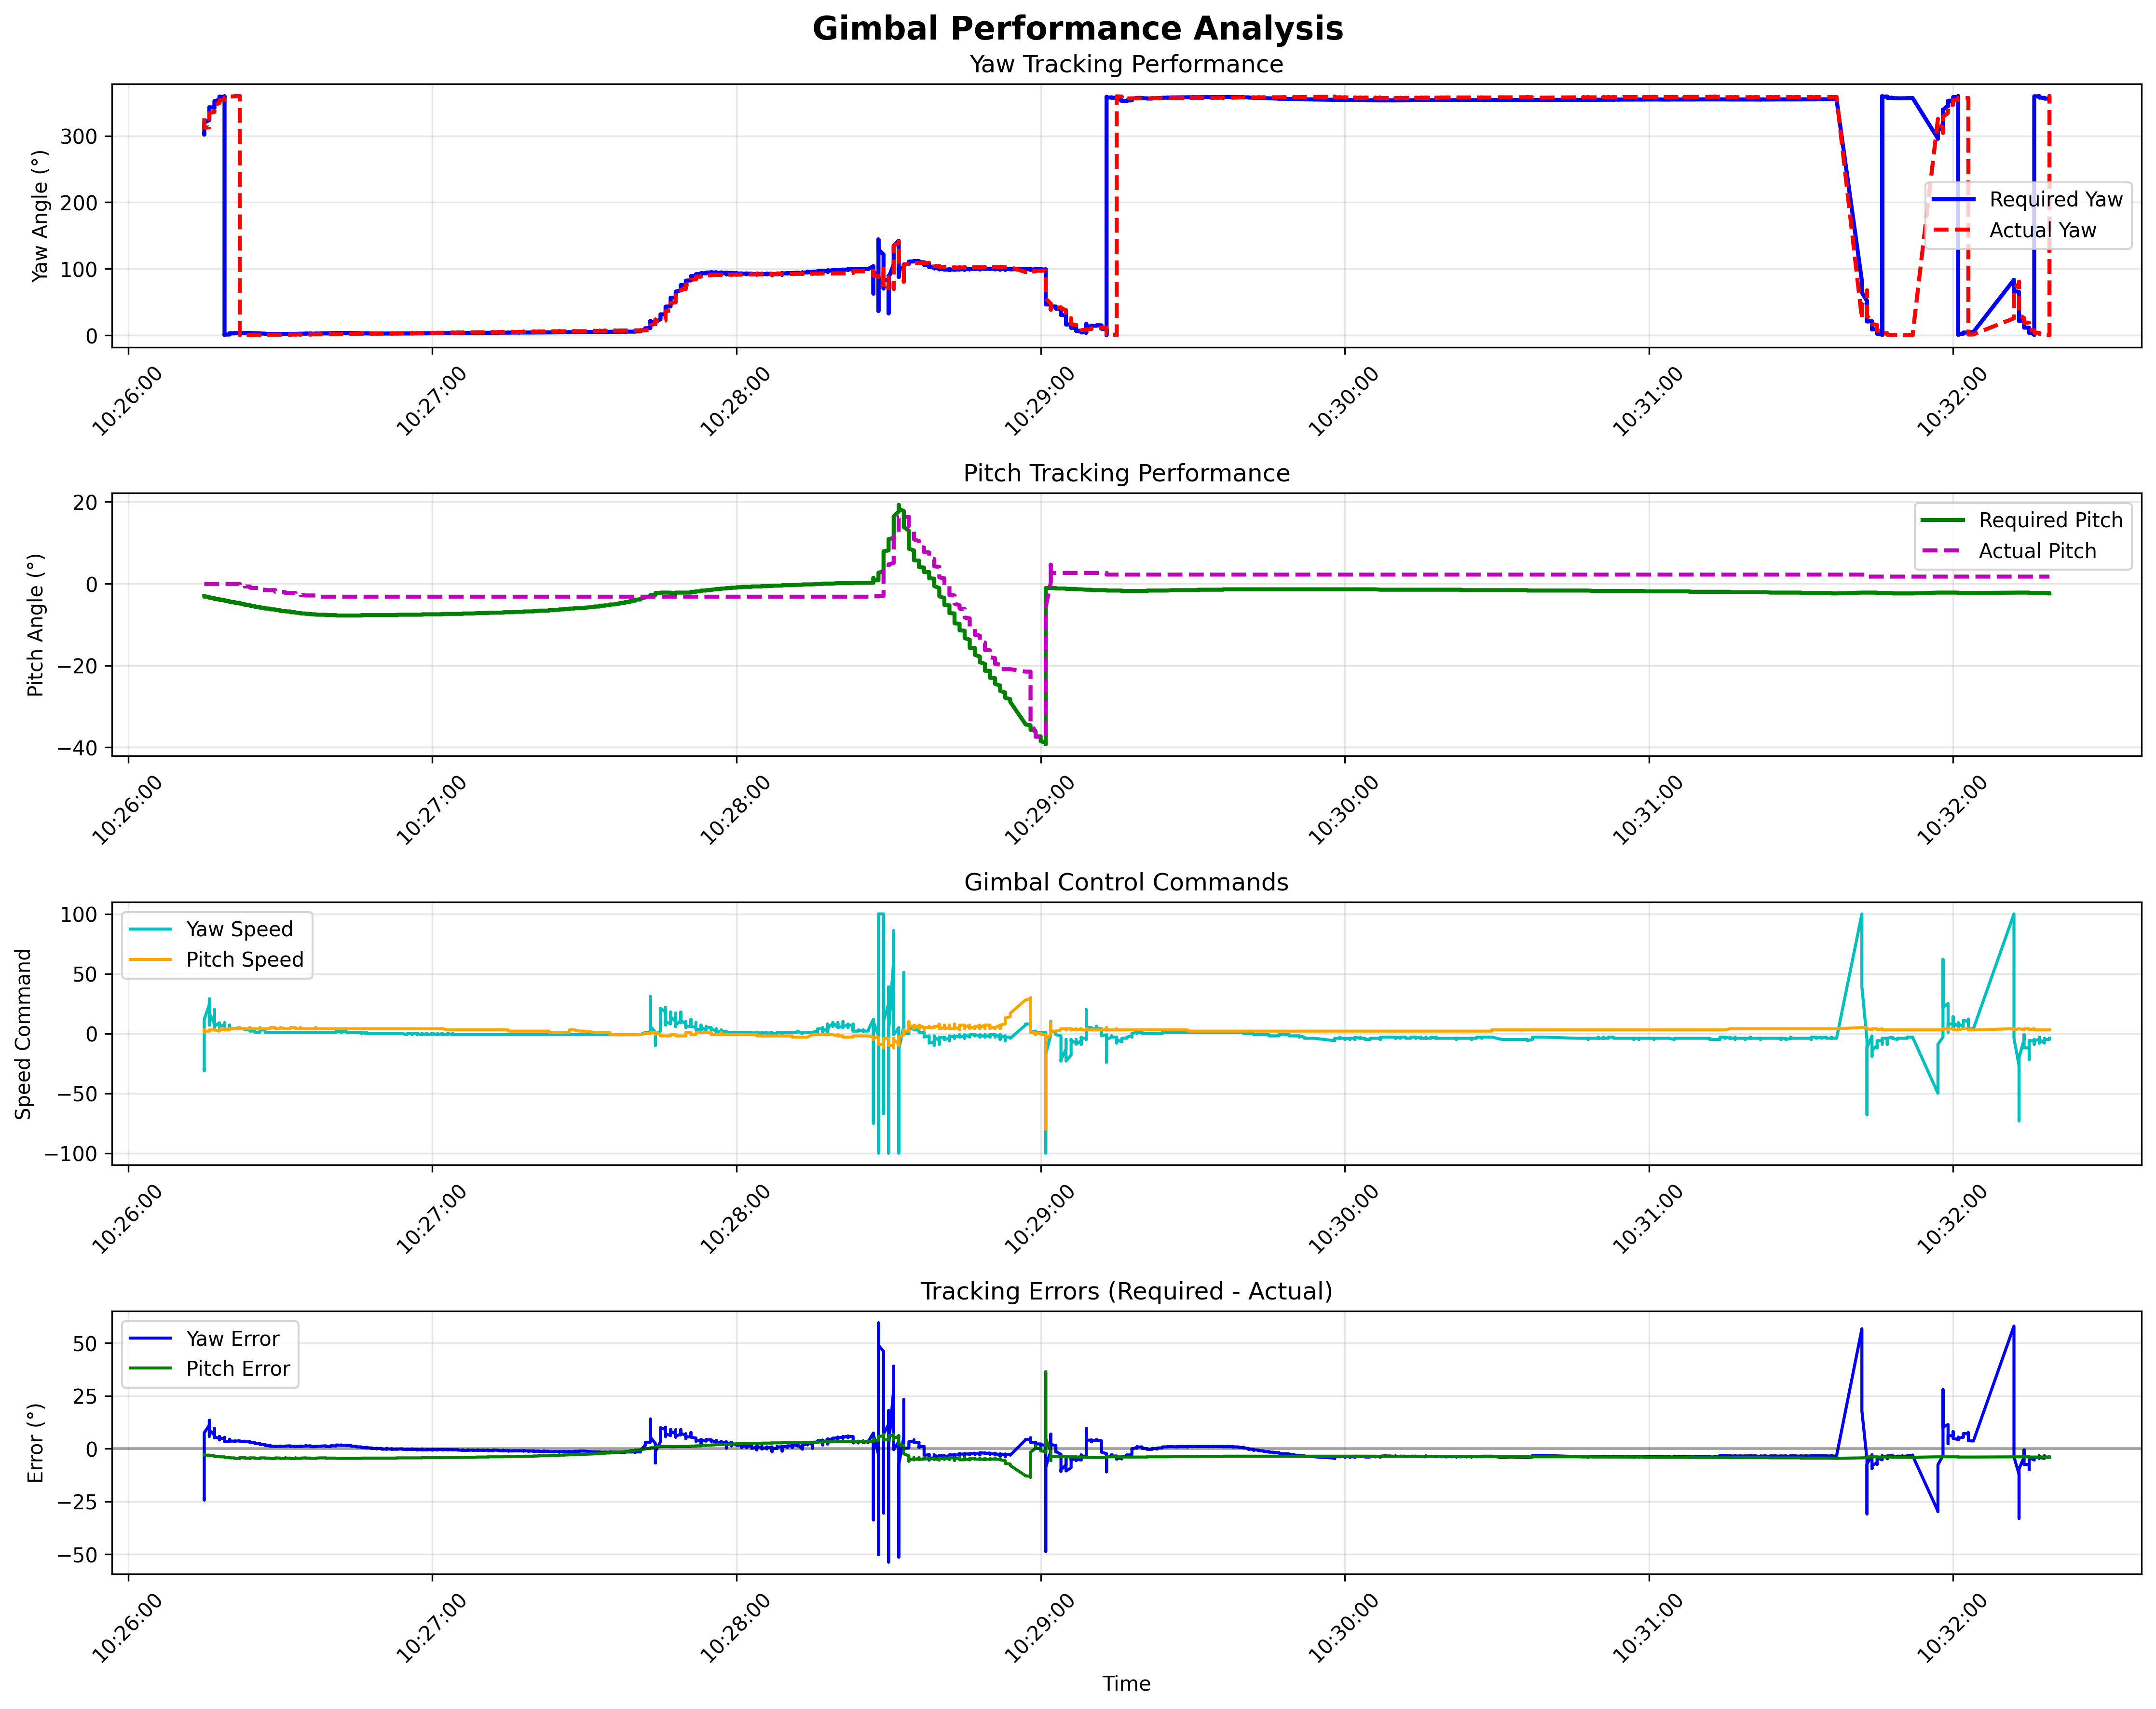 Gimbal Performance Analysis
Yaw Tracking Performance
Yaw Angle (°)
300
200
100
0
Required Yaw
Actual Yaw
10:26:00
10:27:00
10:28:00
10:29:00
10:30:00
10:31:00
10:32:00
Pitch Tracking Performance
Pitch Angle (°)
20
0
−20
−40
Required Pitch
Actual Pitch
10:26:00
10:27:00
10:28:00
10:29:00
10:30:00
10:31:00
10:32:00
Gimbal Control Commands
Speed Command
100
50
0
−50
−100
Yaw Speed
Pitch Speed
10:26:00
10:27:00
10:28:00
10:29:00
10:30:00
10:31:00
10:32:00
Tracking Errors (Required - Actual)
Error (°)
50
25
0
−25
−50
Yaw Error
Pitch Error
10:26:00
10:27:00
10:28:00
10:29:00
10:30:00
10:31:00
10:32:00
Time